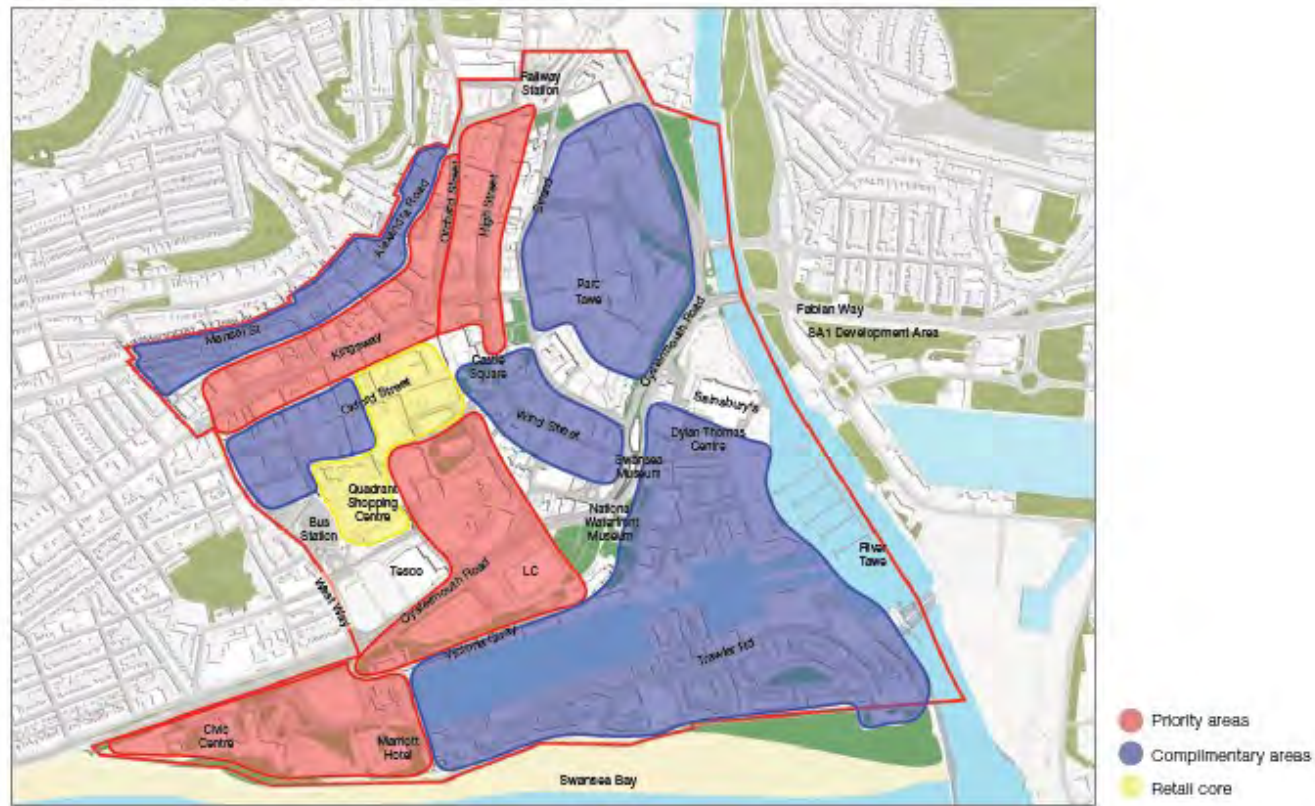 Railway
Station
Alexandra Road
Orchard Street
High Street
Strand
Parc
Tawe
Mansel St
Kingsway
Fabian Way
SA1 Development Area
Oystermouth Road
Castle
Square
Oxford Street
Wind Street
Sainsbury's
Dylan Thomas
Centre
Swansea
Museum
Quadrant
Shopping
Centre
Bus
Station
National
Waterfront
Museum
River
Tawe
Tesco
LC
Oystermouth Road
West Way
Victoria Quay
Trawler Rd
Civic
Centre
Marriott
Hotel
Swansea Bay
Priority areas
Complimentary areas
Retail core